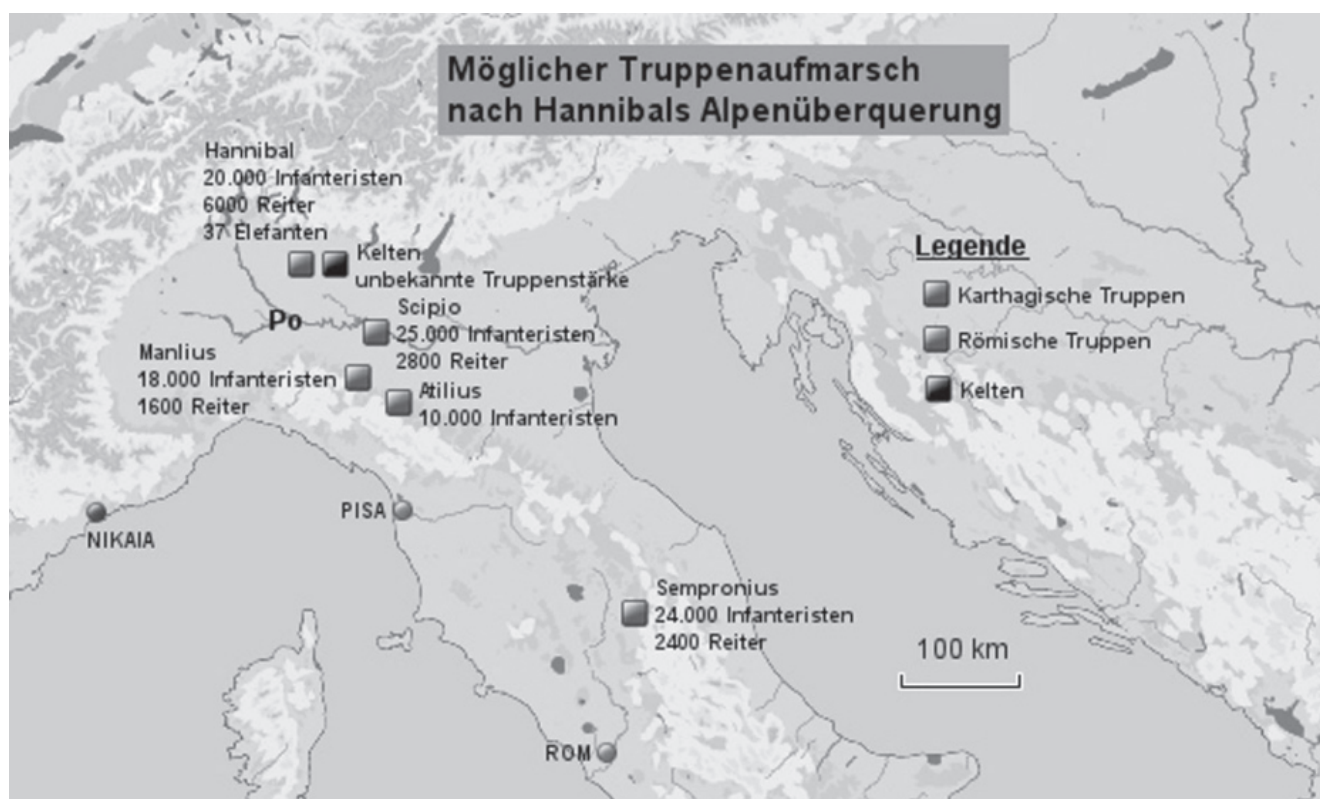 Möglicher Truppenaufmarsch
nach Hannibals Alpenüberquerung
Hannibal
20.000 Infanteristen
6000 Reiter
37 Elefanten
Kelten
unbekannte Truppenstärke
Scipio
25.000 Infanteristen
2800 Reiter
Po
Manlius
18.000 Infanteristen
1600 Reiter
Atilius
10.000 Infanteristen
Legende
Karthagische Truppen
Römische Truppen
Kelten
NIKAIA
PISA
Sempronius
24.000 Infanteristen
2400 Reiter
100 km
ROM